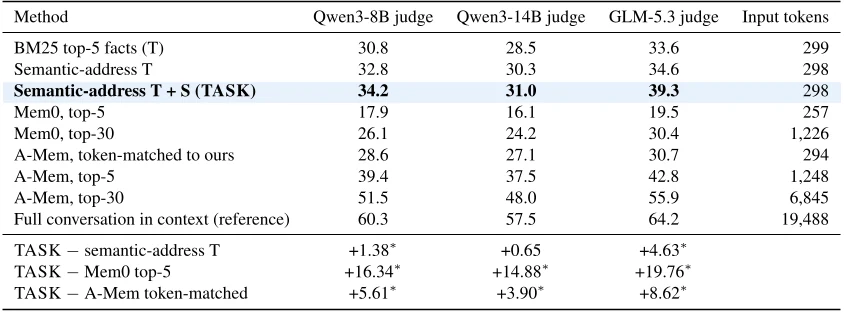 Method Qwen3-8B judge Qwen3-14B judge GLM-5.3 judge Input tokens
BM25 top-5 facts (T) 30.8 28.5 33.6 299
Semantic-address T 32.8 30.3 34.6 298
Semantic-address T + S (TASK) 34.2 31.0 39.3 298
Mem0, top-5 17.9 16.1 19.5 257
Mem0, top-30 26.1 24.2 30.4 1,226
A-Mem, token-matched to ours 28.6 27.1 30.7 294
A-Mem, top-5 39.4 37.5 42.8 1,248
A-Mem, top-30 51.5 48.0 55.9 6,845
Full conversation in context (reference) 60.3 57.5 64.2 19,488
TASK − semantic-address T +1.38* +0.65 +4.63*
TASK − Mem0 top-5 +16.34* +14.88* +19.76*
TASK − A-Mem token-matched +5.61* +3.90* +8.62*